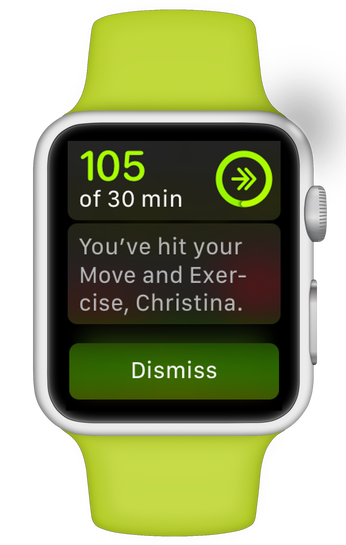 105
of 30 min
You’ve hit your
Move and Exer-
cise, Christina.
Dismiss